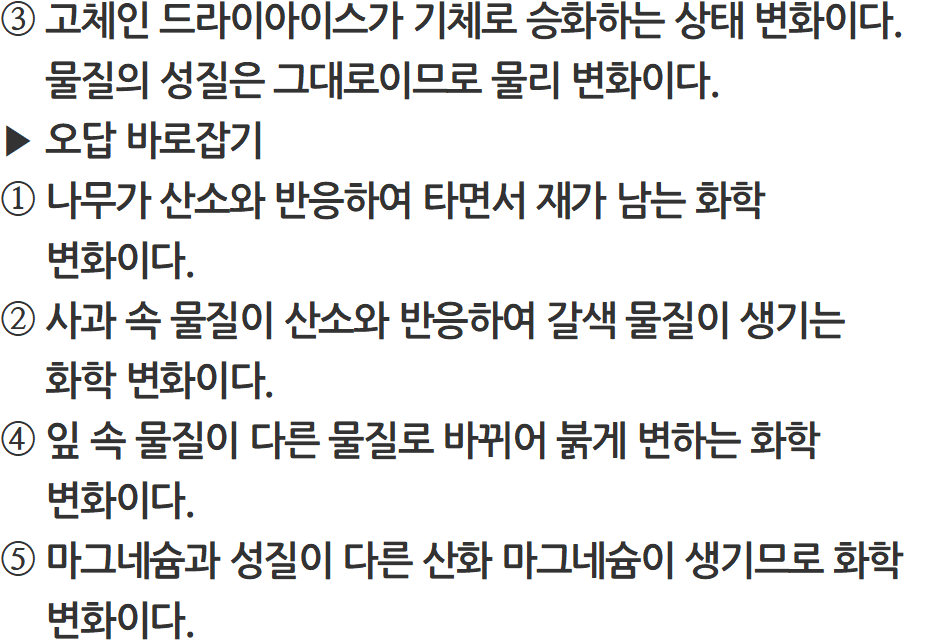 ③ 고체인 드라이아이스가 기체로 승화하는 상태 변화이다.
물질의 성질은 그대로이므로 물리 변화이다.
▶ 오답 바로잡기
① 나무가 산소와 반응하여 타면서 재가 남는 화학
변화이다.
② 사과 속 물질이 산소와 반응하여 갈색 물질이 생기는
화학 변화이다.
④ 잎 속 물질이 다른 물질로 바뀌어 붉게 변하는 화학
변화이다.
⑤ 마그네슘과 성질이 다른 산화 마그네슘이 생기므로 화학
변화이다.